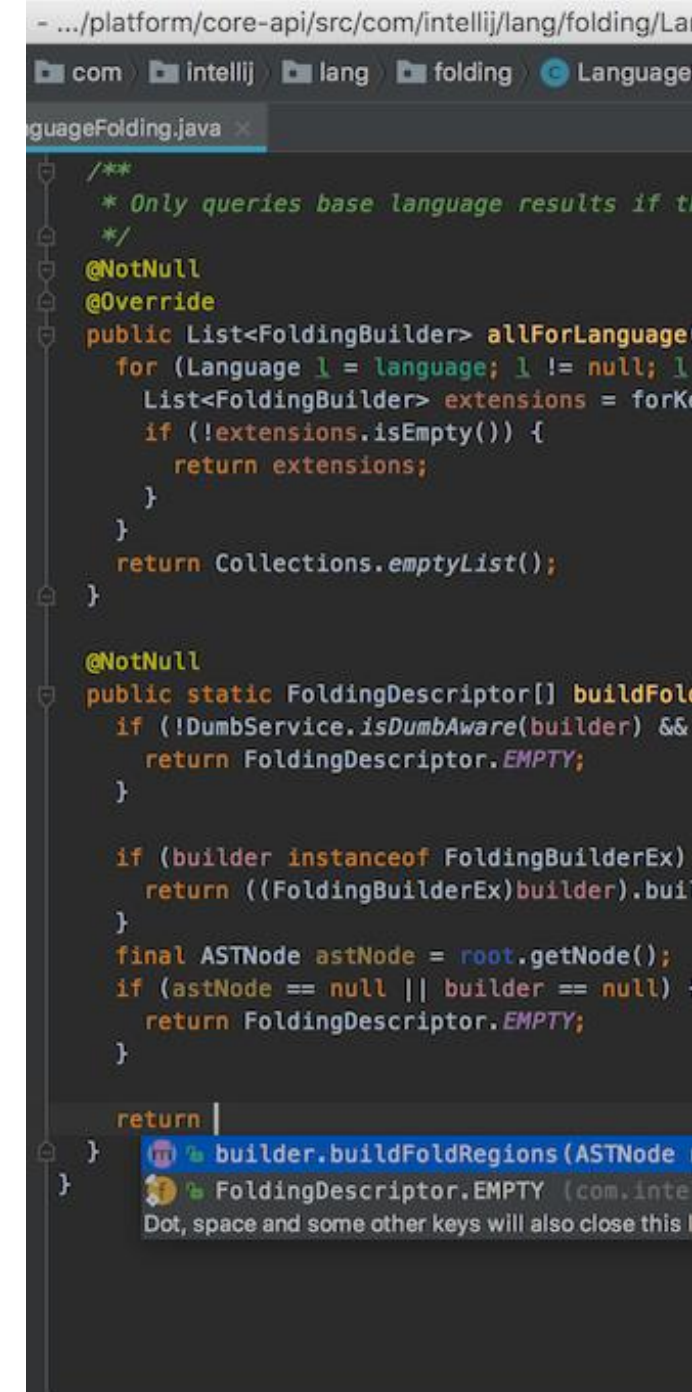 - .../platform/core-api/src/com/intellij/lang/folding/La
com intellij lang folding Language
guageFolding.java
/**
* Only queries base language results if
*/
@NotNull
@Override
public List<FoldingBuilder> allForLanguage
for (Language l = language; l != null; l
List<FoldingBuilder> extensions = forK
if (!extensions.isEmpty()) {
return extensions;
}
}
return Collections.emptyList();
}
@NotNull
public static FoldingDescriptor[] buildFol
if (!DumbService.isDumbAware(builder) &&
return FoldingDescriptor.EMPTY;
}
if (builder instanceof FoldingBuilderEx)
return ((FoldingBuilderEx)builder).bui
}
final ASTNode astNode = root.getNode();
if (astNode == null || builder == null)
return FoldingDescriptor.EMPTY;
}
return
} builder.buildFoldRegions(ASTNode
} FoldingDescriptor.EMPTY (com.inte
Dot, space and some other keys will also close this